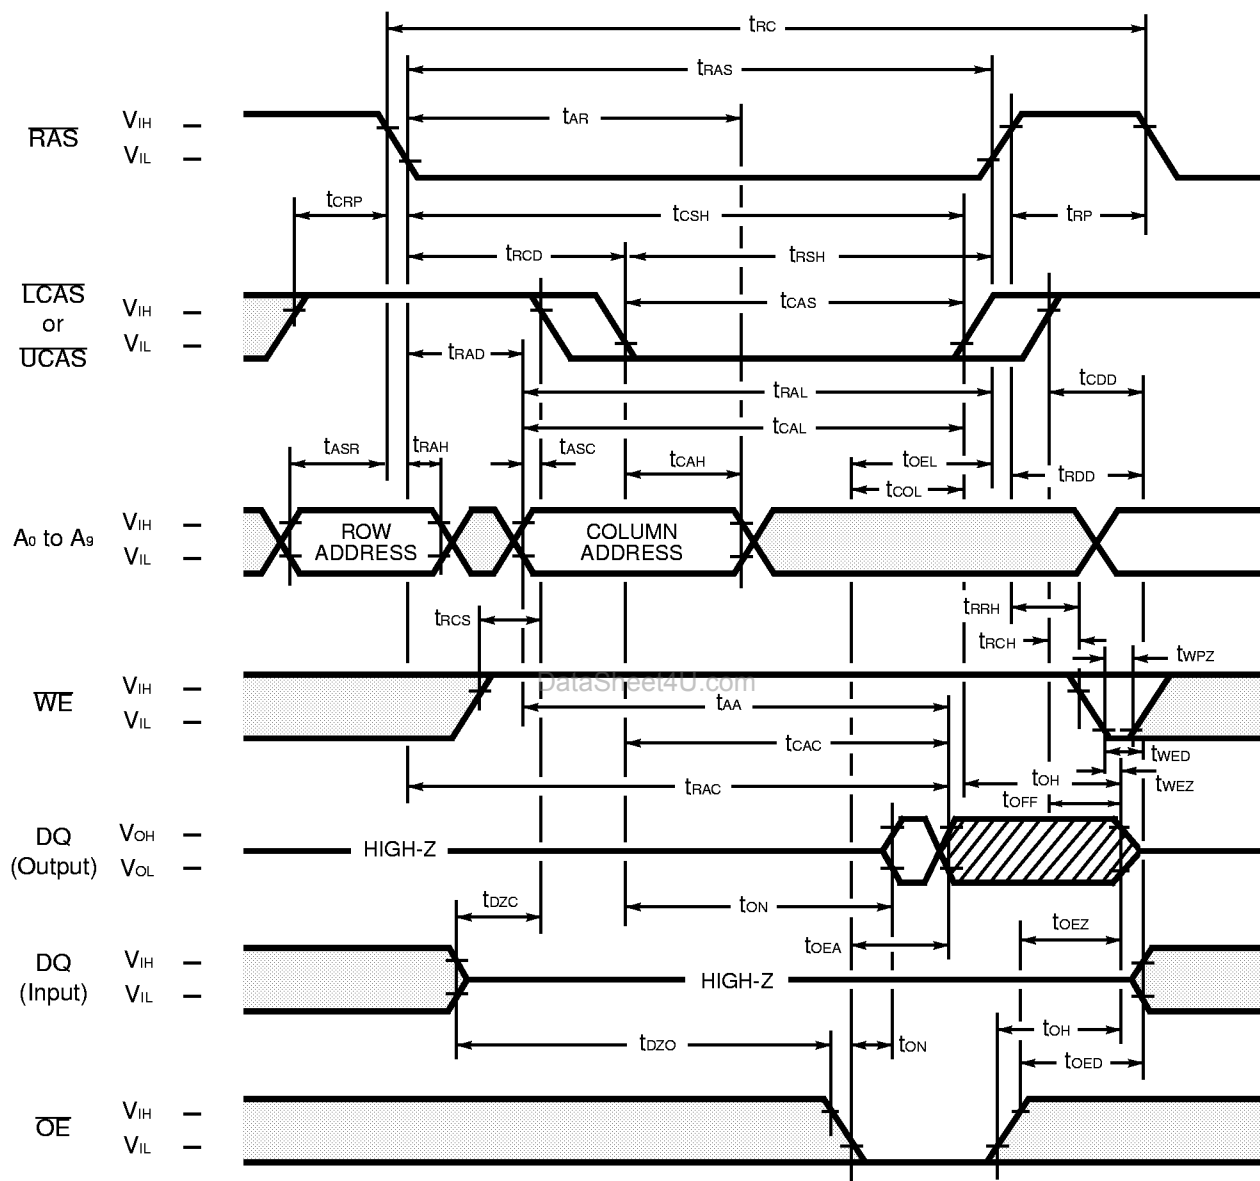 tRC
tRAS
tAR
RAS
VIH
VIL
tCRP
tCSH
tRP
tRCD
tRSH
LCAS
or
UCAS
VIH
VIL
tCAS
tRAD
tCDD
tRAL
tCAL
tASR
tRAH
tASC
tCAH
tOEL
tRDD
tCOL
A0 to A9
VIH
VIL
ROW
ADDRESS
COLUMN
ADDRESS
tRCS
tRRH
tRCH
tWPZ
WE
VIH
VIL
DataSheet4U.com
tAA
tCAC
tWED
tRAC
tOH
tWEZ
tOFF
DQ
(Output)
VOH
VOL
HIGH-Z
tDZC
tON
tOEZ
tOEA
DQ
(Input)
VIH
VIL
HIGH-Z
tDZO
tON
tOH
tOED
OE
VIH
VIL